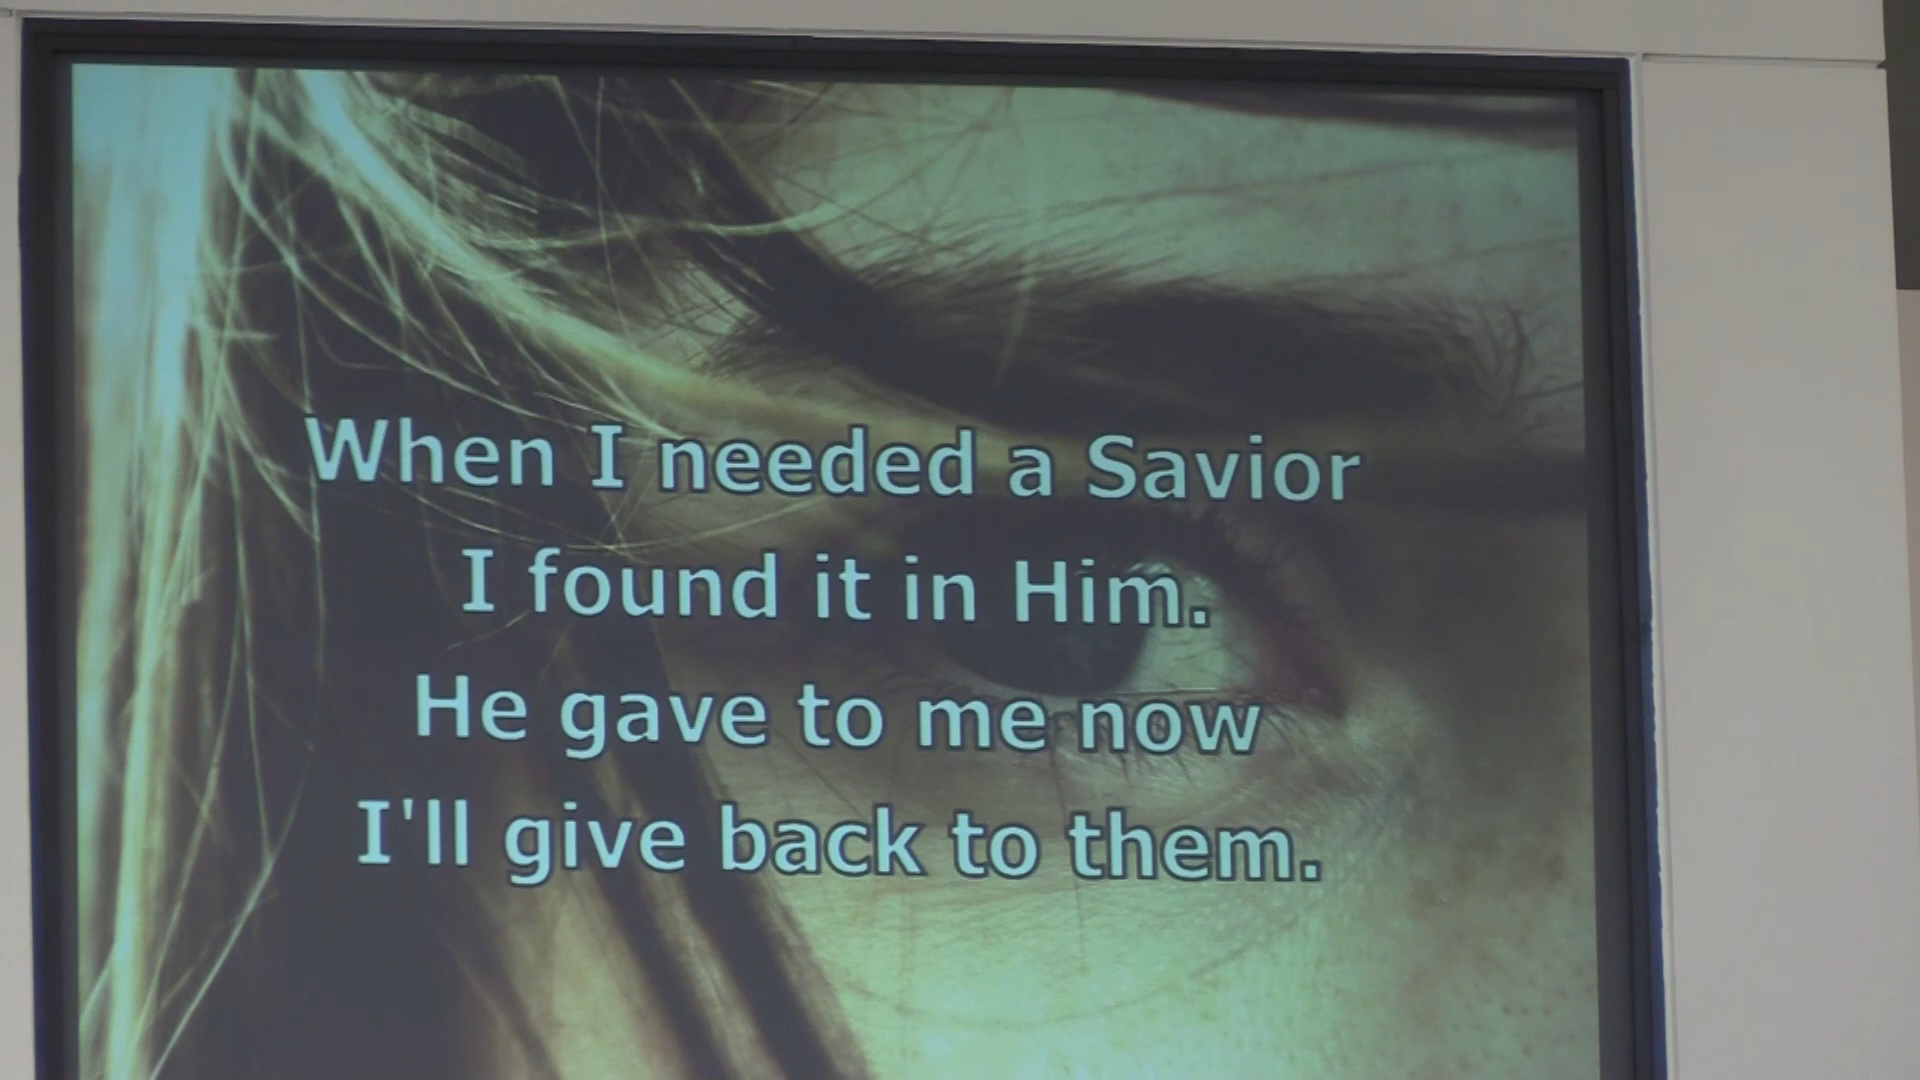 When I needed a Savior
I found it in Him.
He gave to me now
I'll give back to them.